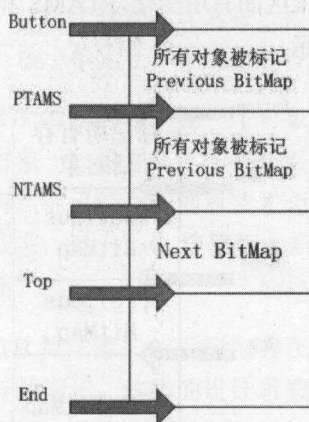 Button
所有对象被标记
Previous BitMap
PTAMS
所有对象被标记
Previous BitMap
NTAMS
Next BitMap
Top
End